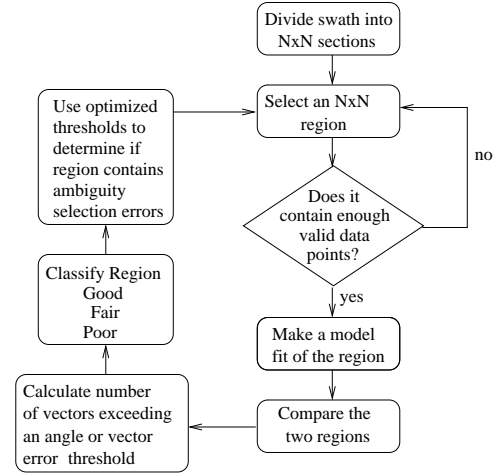 Divide swath into
NxN sections
Select an NxN
region
no
Does it
contain enough
valid data
points?
yes
Make a model
fit of the region
Compare the
two regions
Calculate number
of vectors exceeding
an angle or vector
error threshold
Classify Region
Good
Fair
Poor
Use optimized
thresholds to
determine if
region contains
ambiguity
selection errors